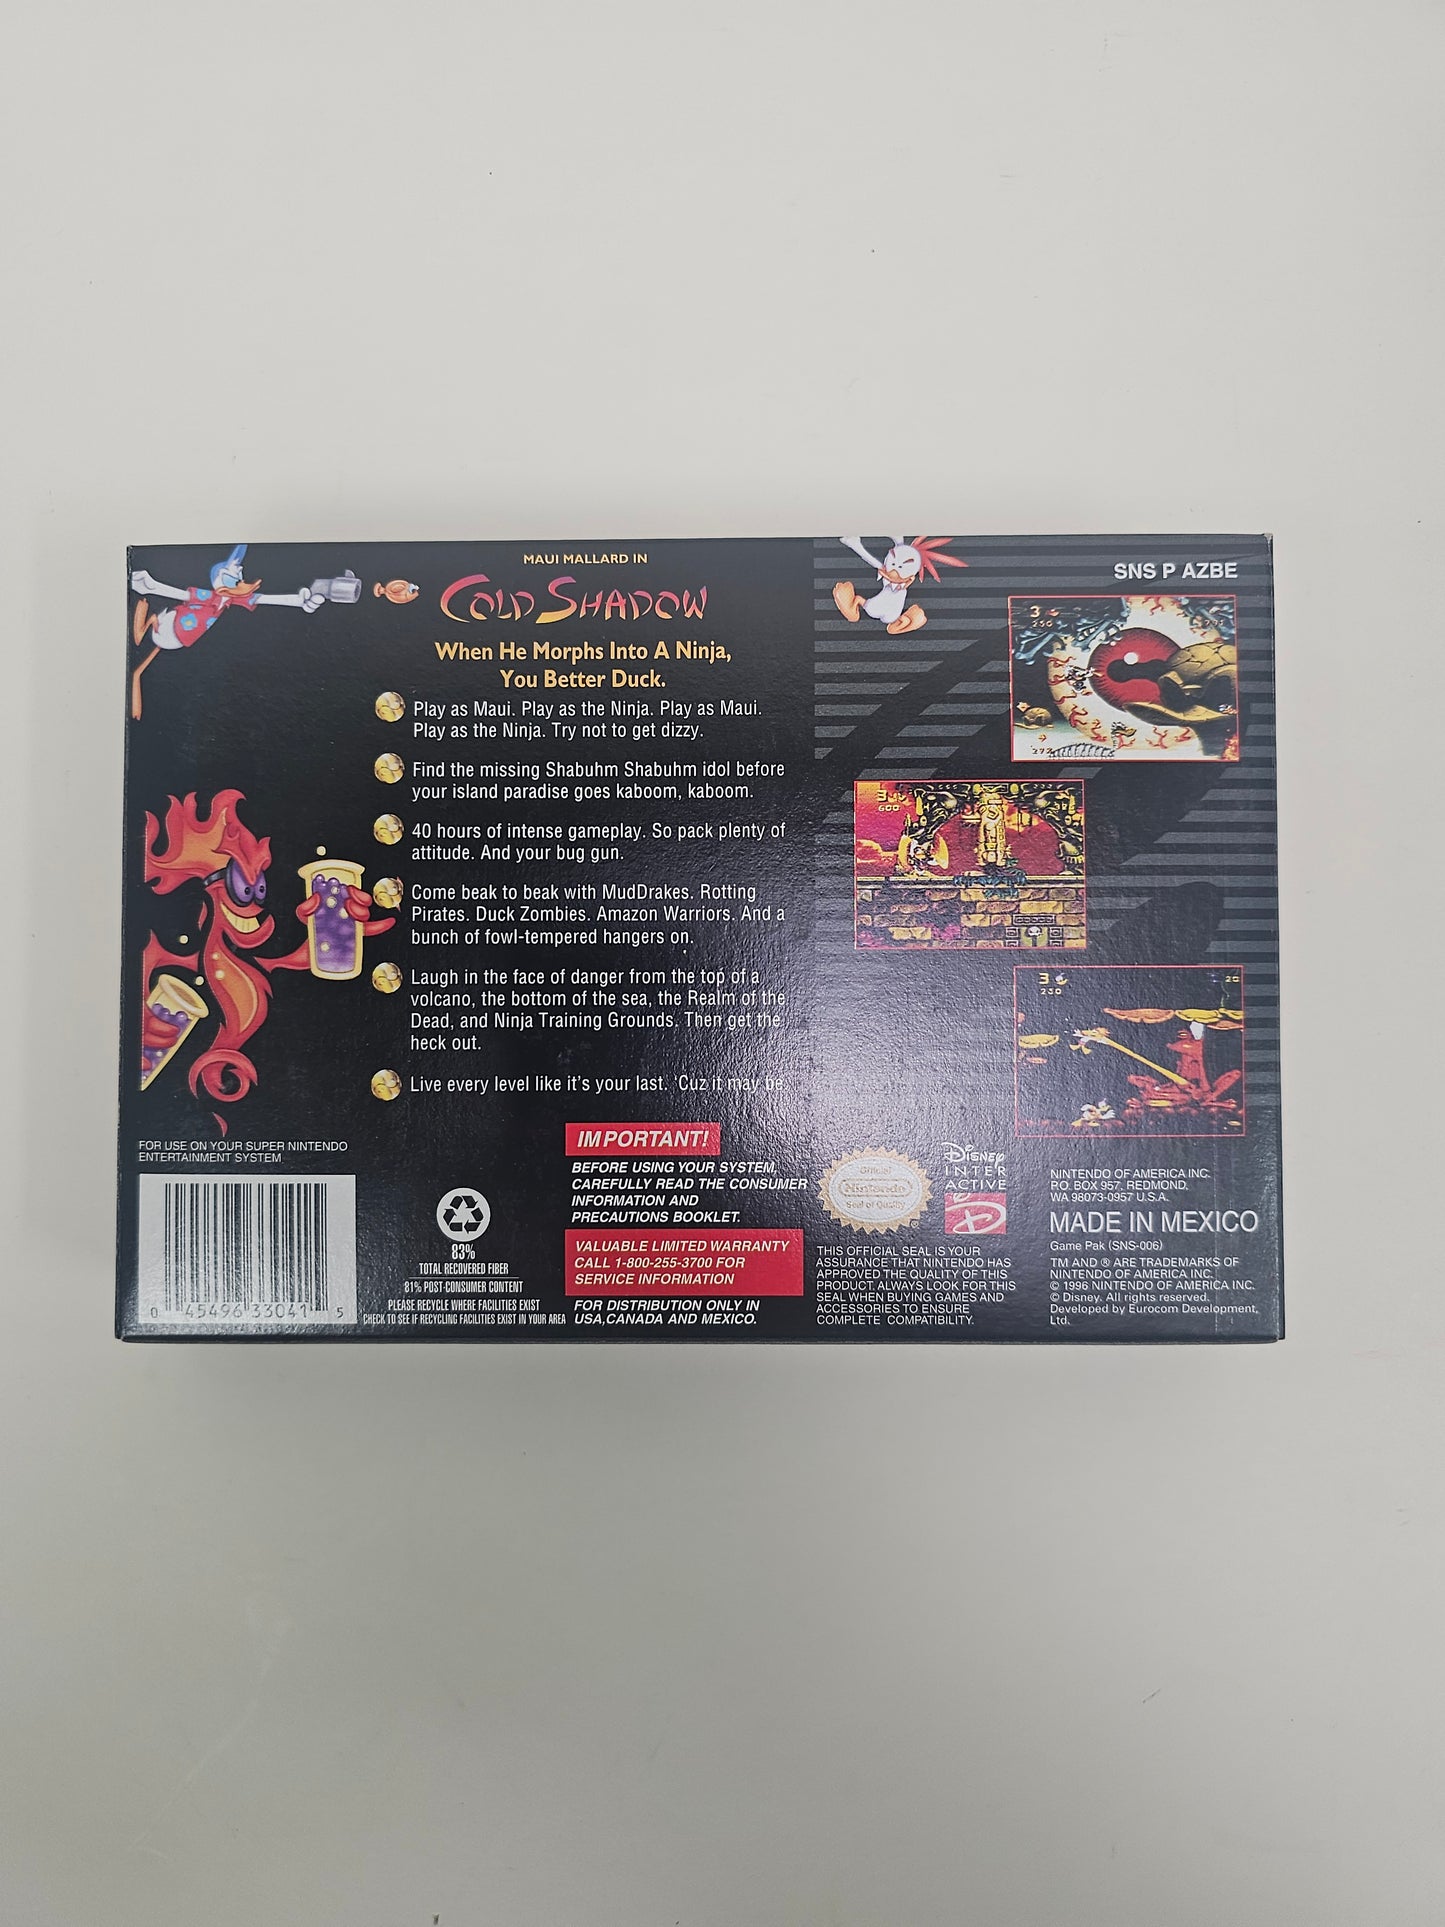 MAUI MALLARD IN
COLD SHADOW
When He Morphs Into A Ninja,
You Better Duck.
Play as Maui. Play as the Ninja. Play as Maui.
Play as the Ninja. Try not to get dizzy.
Find the missing Shabuhm Shabuhm idol before
your island paradise goes kaboom, kaboom.
40 hours of intense gameplay. So pack plenty of
attitude. And your bug gun.
Come beak to beak with MudDrakes. Rotting
Pirates. Duck Zombies. Amazon Warriors. And a
bunch of fowl-tempered hangers on.
Laugh in the face of danger from the top of a
volcano, the bottom of the sea, the Realm of the
Dead, and Ninja Training Grounds. Then get the
heck out.
Live every level like it's your last. 'Cuz it may be.
SNS P AZBE
3
250
272
3
600
3
230
20
FOR USE ON YOUR SUPER NINTENDO
ENTERTAINMENT SYSTEM
0 45496 33041 5
83%
TOTAL RECOVERED FIBER
81% POST-CONSUMER CONTENT
PLEASE RECYCLE WHERE FACILITIES EXIST
CHECK TO SEE IF RECYCLING FACILITIES EXIST IN YOUR AREA
IMPORTANT!
BEFORE USING YOUR SYSTEM,
CAREFULLY READ THE CONSUMER
INFORMATION AND
PRECAUTIONS BOOKLET.
VALUABLE LIMITED WARRANTY
CALL 1-800-255-3700 FOR
SERVICE INFORMATION
FOR DISTRIBUTION ONLY IN
USA,CANADA AND MEXICO.
Official
Nintendo
Seal of Quality
DISNEY
INTER
ACTIVE
THIS OFFICIAL SEAL IS YOUR
ASSURANCE THAT NINTENDO HAS
APPROVED THE QUALITY OF THIS
PRODUCT. ALWAYS LOOK FOR THIS
SEAL WHEN BUYING GAMES AND
ACCESSORIES TO ENSURE
COMPLETE COMPATIBILITY.
NINTENDO OF AMERICA INC.
P.O. BOX 957, REDMOND,
WA 98073-0957 U.S.A.
MADE IN MEXICO
Game Pak (SNS-006)
TM AND ® ARE TRADEMARKS OF
NINTENDO OF AMERICA INC.
© 1996 NINTENDO OF AMERICA INC.
© Disney. All rights reserved.
Developed by Eurocom Development,
Ltd.